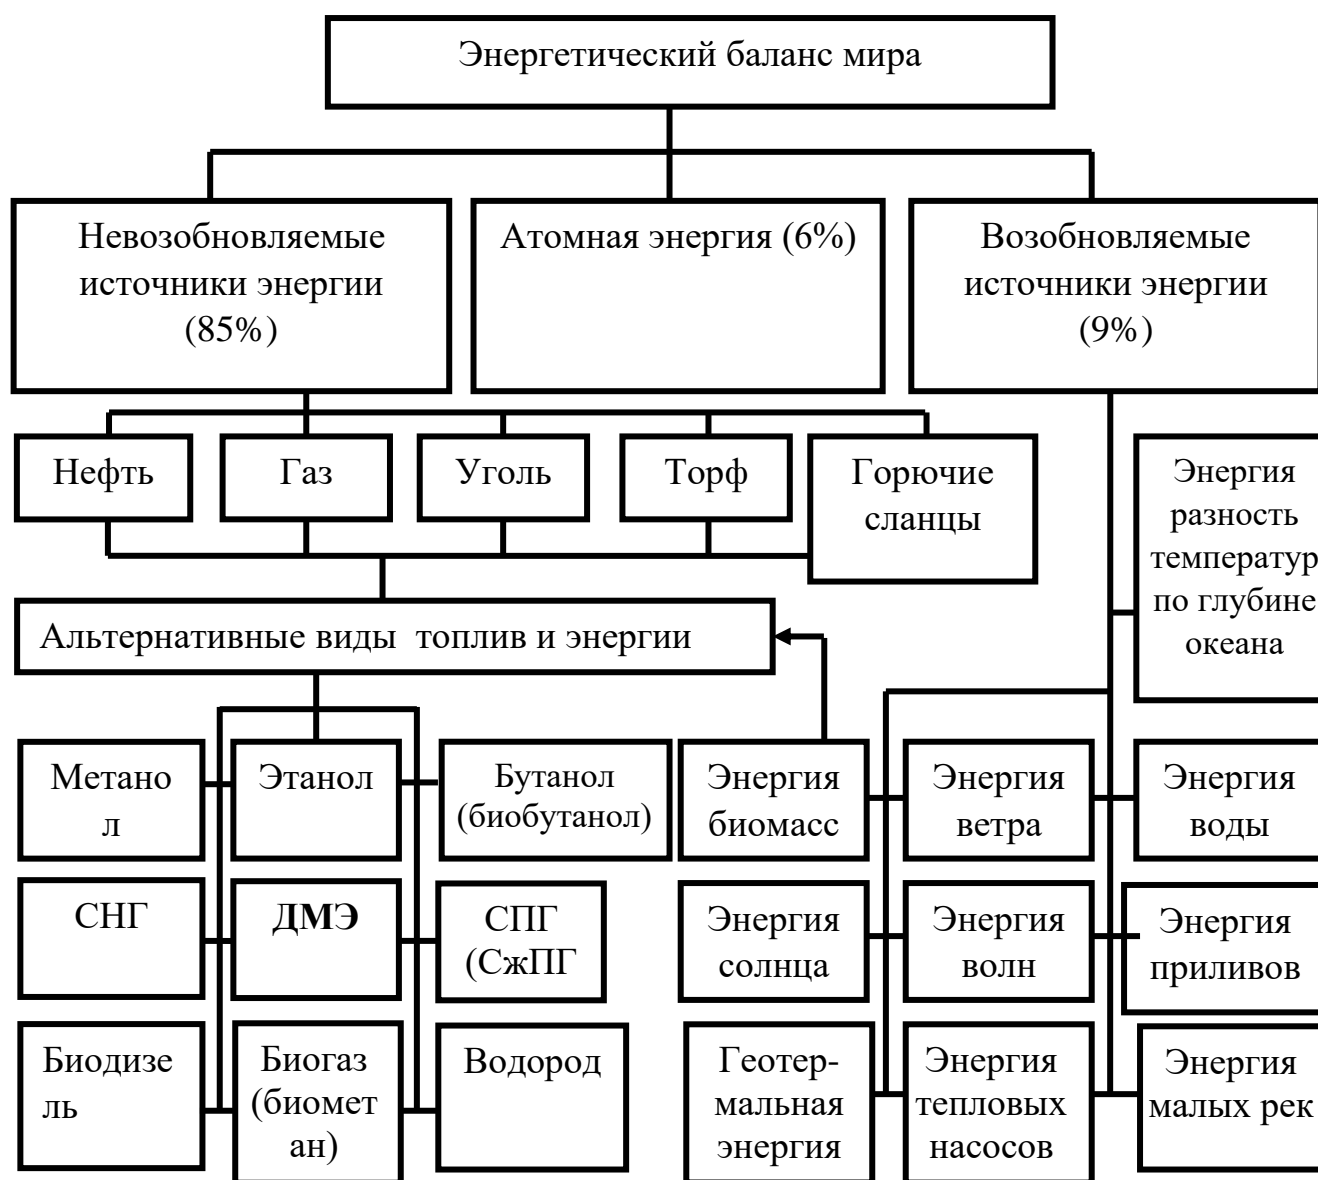 Энергетический баланс мира
Невозобновляемые
источники энергии
(85%)
Атомная энергия (6%)
Возобновляемые
источники энергии
(9%)
Нефть
Газ
Уголь
Торф
Горючие
сланцы
Энергия
разность
температур
по глубине
океана
Альтернативные виды топлив и энергии
Метано
л
Этанол
Бутанол
(биобутанол)
Энергия
биомасс
Энергия
ветра
Энергия
воды
СНГ
ДМЭ
СПГ
(СжПГ
Энергия
солнца
Энергия
волн
Энергия
приливов
Биодизе
ль
Биогаз
(биомет
ан)
Водород
Геотер-
мальная
энергия
Энергия
тепловых
насосов
Энергия
малых рек